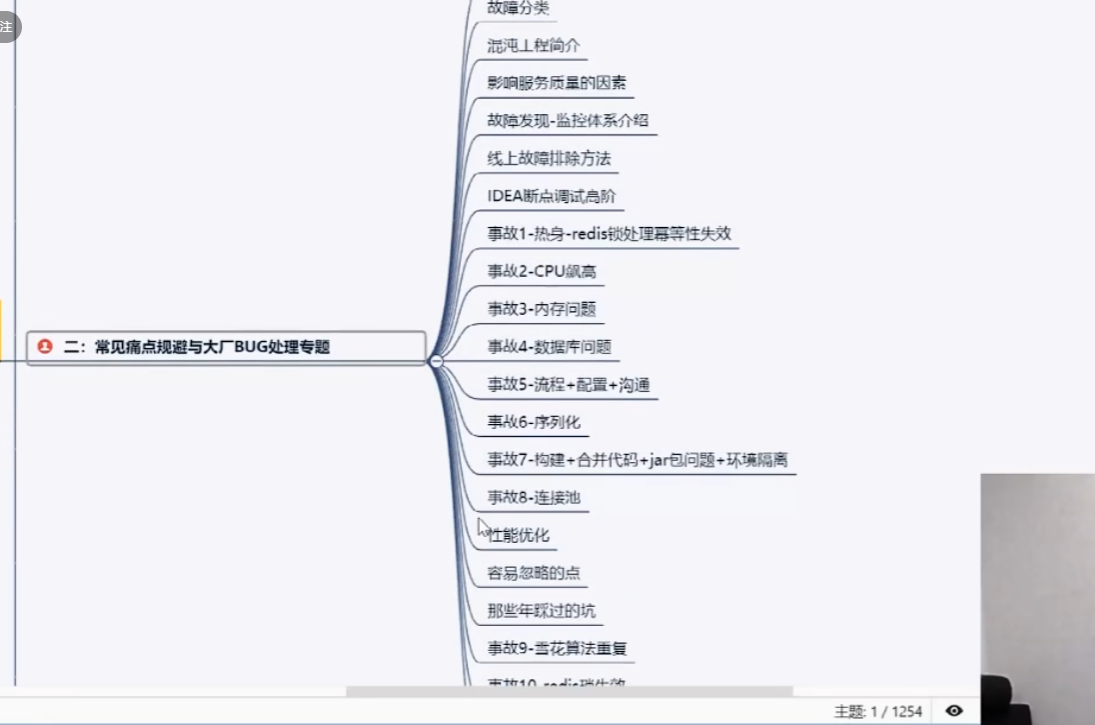 注
故障分类
混沌工程简介
影响服务质量的因素
故障发现-监控体系介绍
线上故障排除方法
IDEA断点调试高阶
事故1-热身-redis锁处理幂等性失效
事故2-CPU飙高
事故3-内存问题
二：常见痛点规避与大厂BUG处理专题
事故4-数据库问题
事故5-流程+配置+沟通
事故6-序列化
事故7-构建+合并代码+jar包问题+环境隔离
事故8-连接池
性能优化
容易忽略的点
那些年踩过的坑
事故9-雪花算法重复
事故10-redis锁失效
主题: 1 / 1254